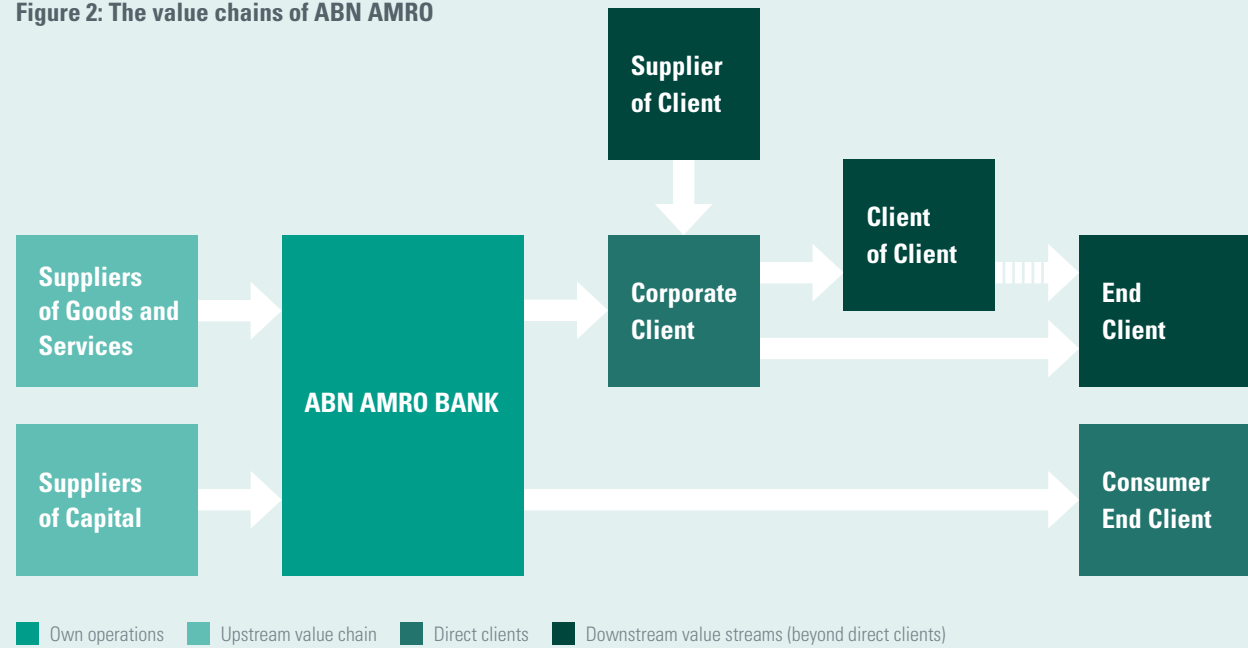 Figure 2: The value chains of ABN AMRO
Supplier
of Client
Client
of Client
Suppliers
of Goods and
Services
ABN AMRO BANK
Corporate
Client
End
Client
Suppliers
of Capital
Consumer
End Client
Own operations
Upstream value chain
Direct clients
Downstream value streams (beyond direct clients)